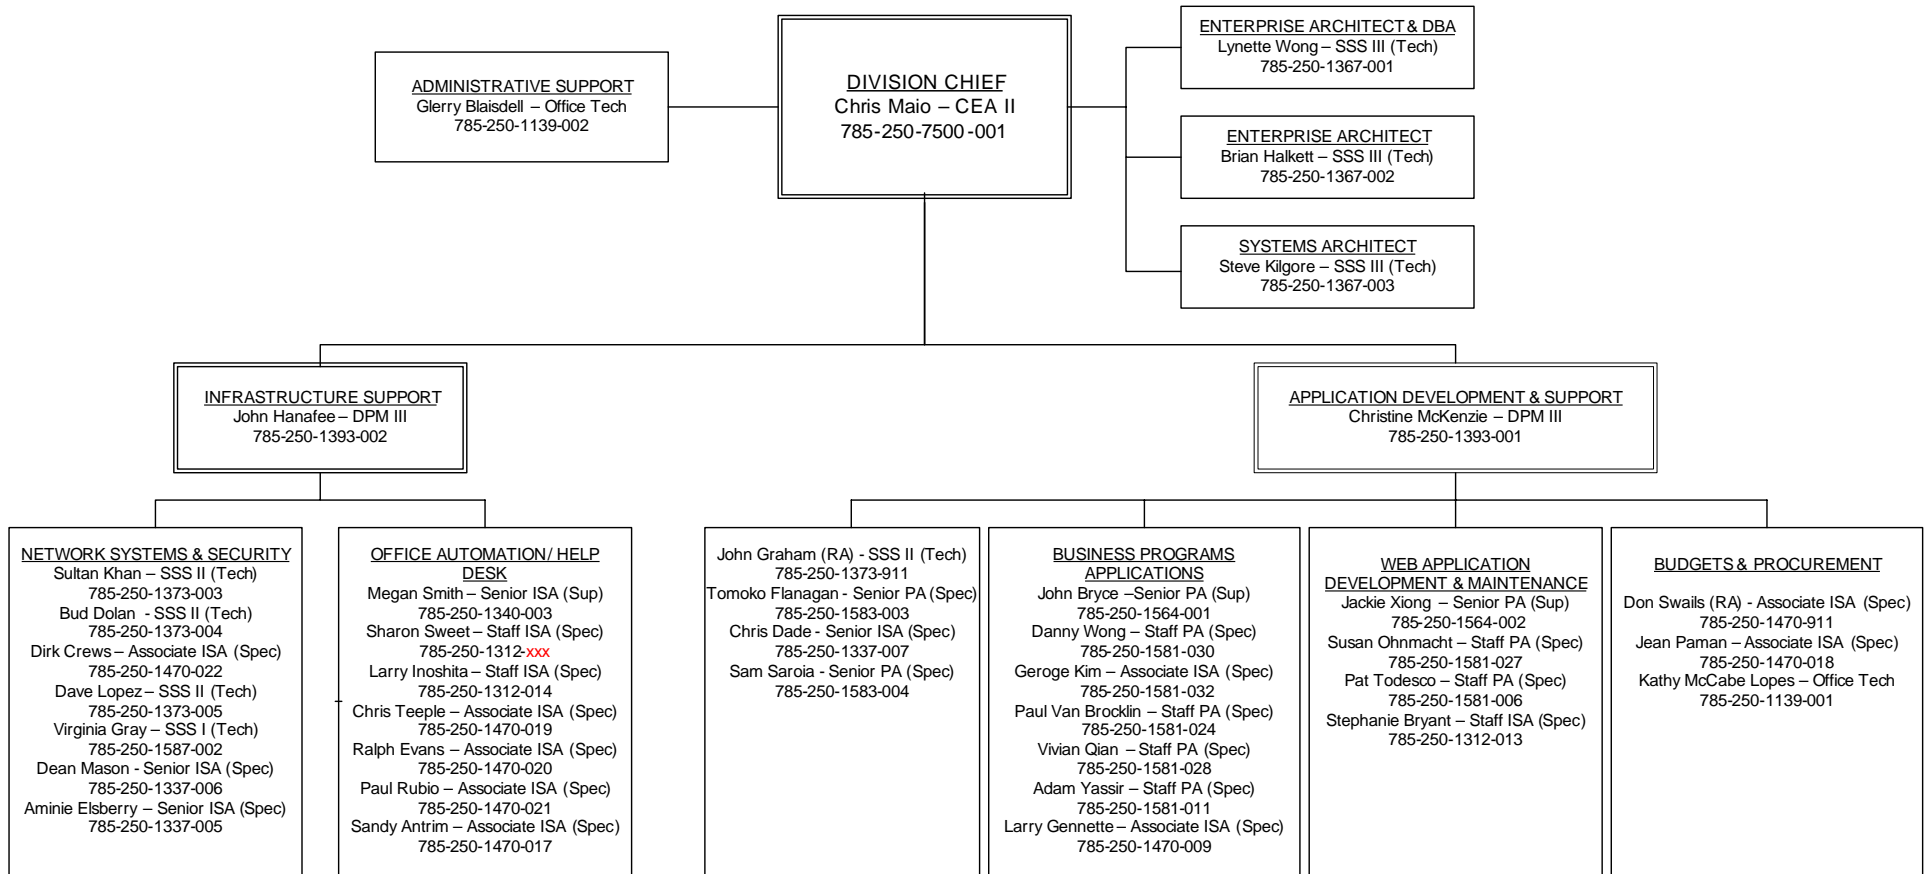 ADMINISTRATIVE SUPPORT
Glerry Blaisdell – Office Tech
785-250-1139-002
DIVISION CHIEF
Chris Maio – CEA II
785-250-7500-001
ENTERPRISE ARCHITECT & DBA
Lynette Wong – SSS III (Tech)
785-250-1367-001
ENTERPRISE ARCHITECT
Brian Halkett – SSS III (Tech)
785-250-1367-002
SYSTEMS ARCHITECT
Steve Kilgore – SSS III (Tech)
785-250-1367-003
INFRASTRUCTURE SUPPORT
John Hanafee – DPM III
785-250-1393-002
APPLICATION DEVELOPMENT & SUPPORT
Christine McKenzie – DPM III
785-250-1393-001
NETWORK SYSTEMS & SECURITY
Sultan Khan – SSS II (Tech)
785-250-1373-003
Bud Dolan - SSS II (Tech)
785-250-1373-004
Dirk Crews – Associate ISA (Spec)
785-250-1470-022
Dave Lopez – SSS II (Tech)
785-250-1373-005
Virginia Gray – SSS I (Tech)
785-250-1587-002
Dean Mason - Senior ISA (Spec)
785-250-1337-006
Aminie Elsberry – Senior ISA (Spec)
785-250-1337-005
OFFICE AUTOMATION/ HELP
DESK
Megan Smith – Senior ISA (Sup)
785-250-1340-003
Sharon Sweet – Staff ISA (Spec)
785-250-1312-xxx
Larry Inoshita – Staff ISA (Spec)
785-250-1312-014
Chris Teeple – Associate ISA (Spec)
785-250-1470-019
Ralph Evans – Associate ISA (Spec)
785-250-1470-020
Paul Rubio – Associate ISA (Spec)
785-250-1470-021
Sandy Antrim – Associate ISA (Spec)
785-250-1470-017
John Graham (RA) - SSS II (Tech)
785-250-1373-911
Tomoko Flanagan - Senior PA (Spec)
785-250-1583-003
Chris Dade - Senior ISA (Spec)
785-250-1337-007
Sam Saroia - Senior PA (Spec)
785-250-1583-004
BUSINESS PROGRAMS
APPLICATIONS
John Bryce –Senior PA (Sup)
785-250-1564-001
Danny Wong – Staff PA (Spec)
785-250-1581-030
Geroge Kim – Associate ISA (Spec)
785-250-1581-032
Paul Van Brocklin – Staff PA (Spec)
785-250-1581-024
Vivian Qian – Staff PA (Spec)
785-250-1581-028
Adam Yassir – Staff PA (Spec)
785-250-1581-011
Larry Gennette – Associate ISA (Spec)
785-250-1470-009
WEB APPLICATION
DEVELOPMENT & MAINTENANCE
Jackie Xiong – Senior PA (Sup)
785-250-1564-002
Susan Ohnmacht – Staff PA (Spec)
785-250-1581-027
Pat Todesco – Staff PA (Spec)
785-250-1581-006
Stephanie Bryant – Staff ISA (Spec)
785-250-1312-013
BUDGETS & PROCUREMENT
Don Swails (RA) - Associate ISA (Spec)
785-250-1470-911
Jean Paman – Associate ISA (Spec)
785-250-1470-018
Kathy McCabe Lopes – Office Tech
785-250-1139-001